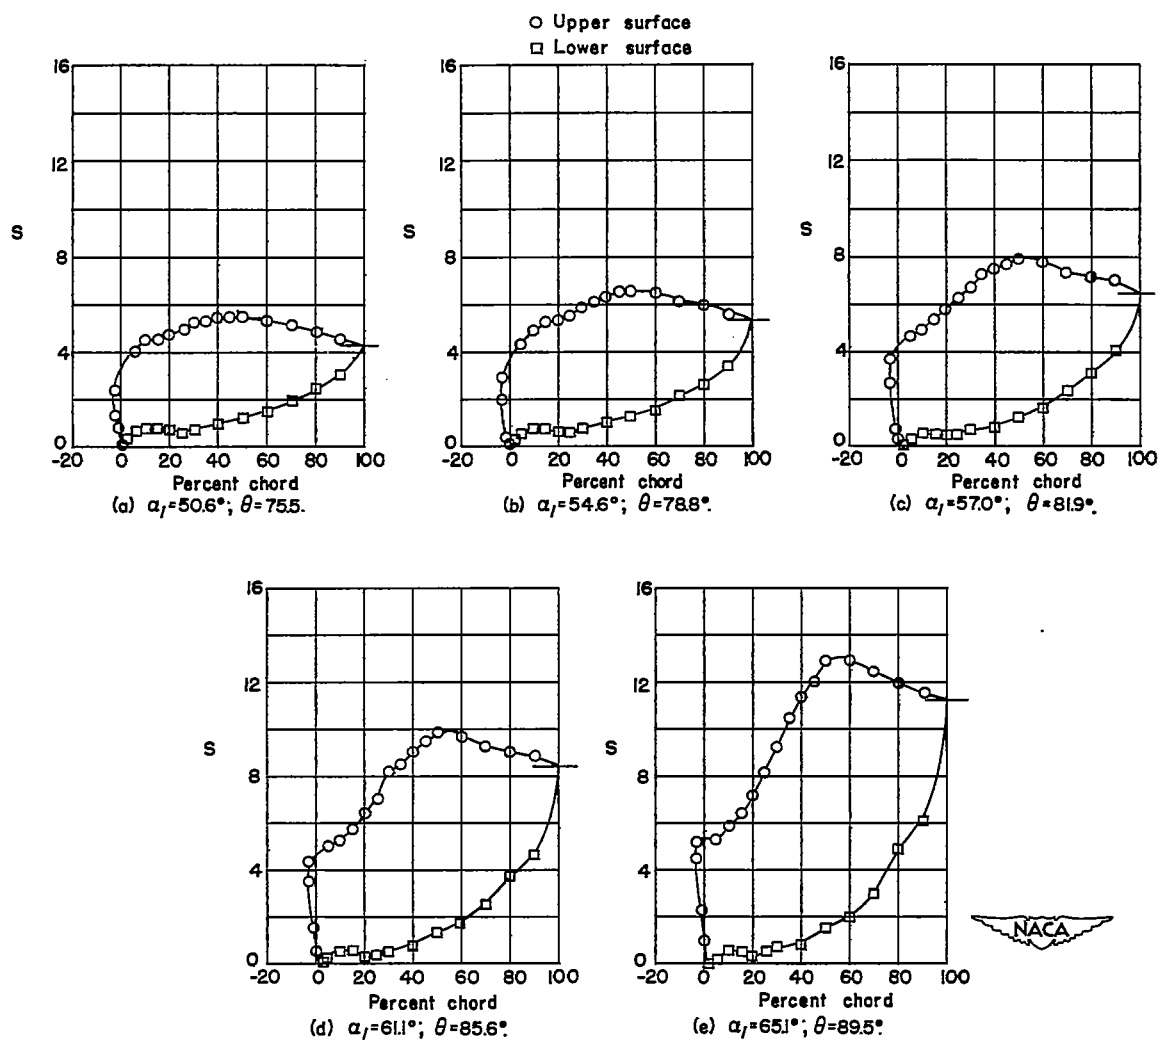 Upper surface
Lower surface
16
12
S
8
4
0
-20 0 20 40 60 80 100
Percent chord
(a) α₁=50.6°; θ=75.5.
16
12
S
8
4
0
-20 0 20 40 60 80 100
Percent chord
(b) α₁=54.6°; θ=78.8°.
16
12
S
8
4
0
-20 0 20 40 60 80 100
Percent chord
(c) α₁=57.0°; θ=81.9°.
16
12
S
8
4
0
-20 0 20 40 60 80 100
Percent chord
(d) α₁=61.1°; θ=85.6°.
16
12
S
8
4
0
-20 0 20 40 60 80 100
Percent chord
(e) α₁=65.1°; θ=89.5°.
NACA